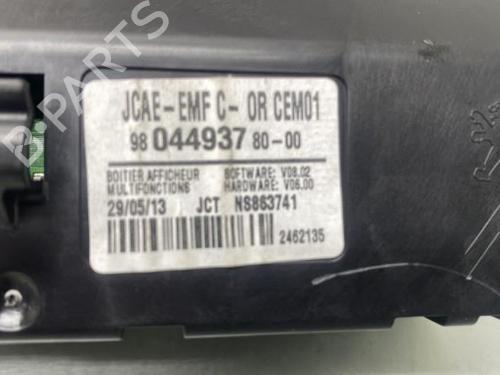 B-PARTS
JCAE-EMF C- OR CEM01
98 044937 80-00
BOITIER AFFICHEUR SOFTWARE: V08.02
MULTIFONCTIONS HARDWARE: V06.00
29/05/13 JCT NS863741
2462135